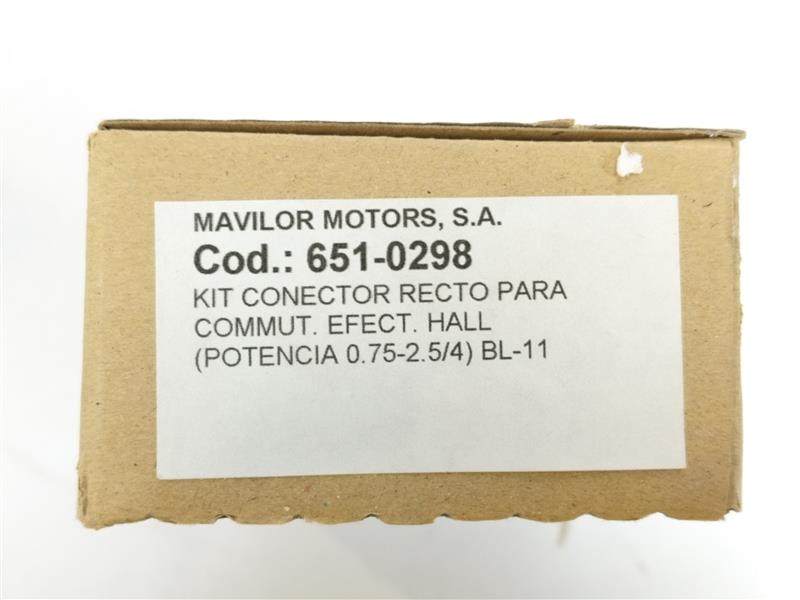 MAVILOR MOTORS, S.A.
Cod.: 651-0298
KIT CONECTOR RECTO PARA
COMMUT. EFECT. HALL
(POTENCIA 0.75-2.5/4) BL-11